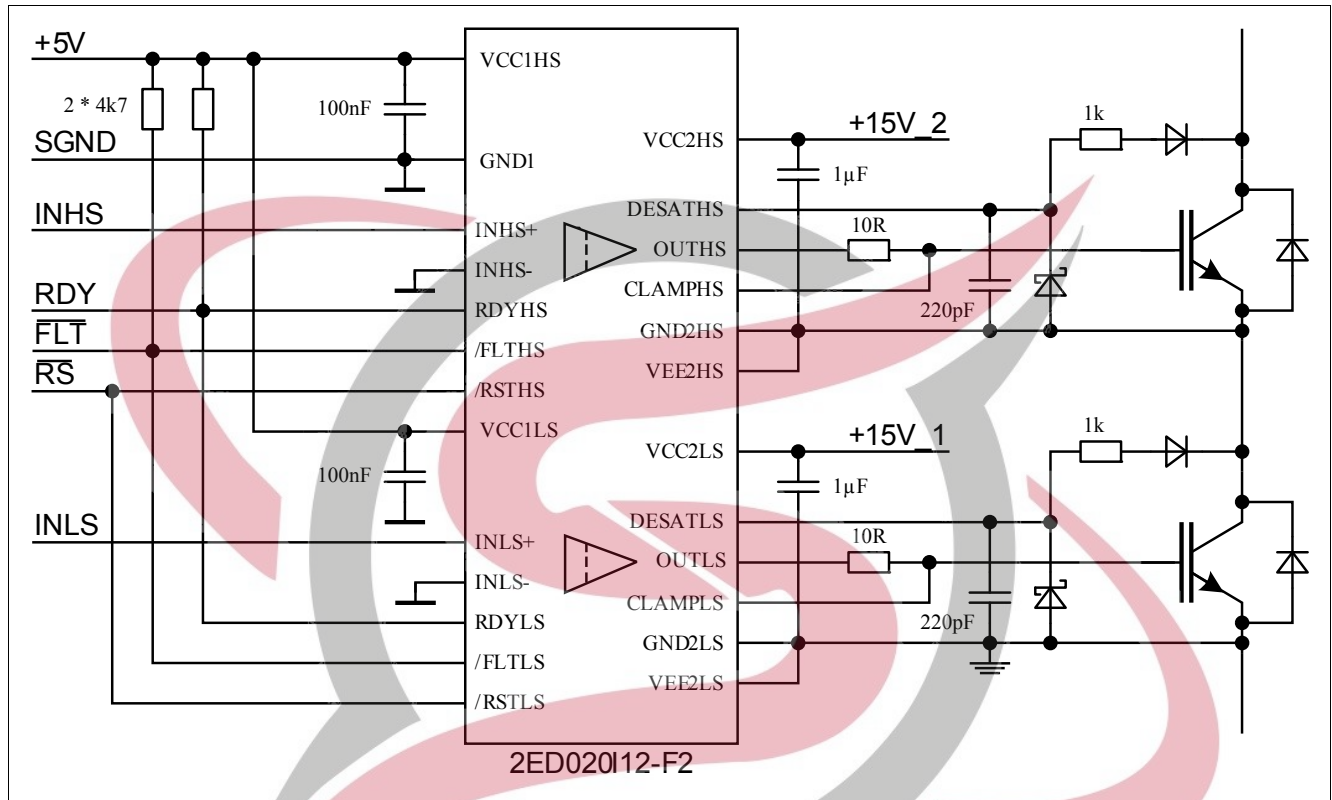 +5V
2 * 4k7
100nF
SGND
INHS
RDY
FLT
RS
100nF
INLS
VCC1HS
GND1
INHS+
INHS-
RDYHS
/FLTHS
/RSTHS
VCC1LS
INLS+
INLS-
RDYLS
/FLTLS
/RSTLS
VCC2HS
DESATHS
OUTHS
CLAMPHS
GND2HS
VEE2HS
VCC2LS
DESATLS
OUTLS
CLAMPLS
GND2LS
VEE2LS
+15V_2
1µF
10R
220pF
1k
+15V_1
1µF
10R
220pF
1k
2ED020I12-F2